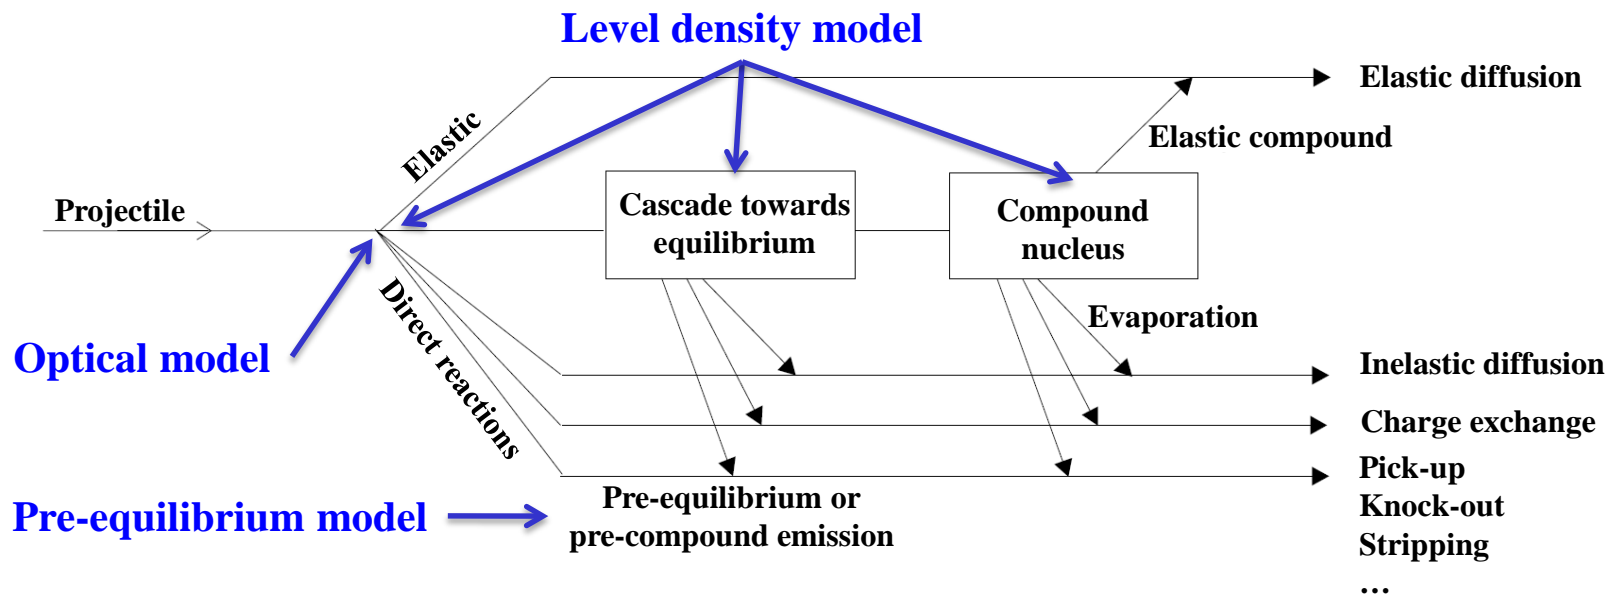 Level density model
Elastic diffusion
Elastic
Elastic compound
Projectile
Cascade towards
equilibrium
Compound
nucleus
Direct reactions
Evaporation
Optical model
Inelastic diffusion
Charge exchange
Pick-up
Knock-out
Stripping
…
Pre-equilibrium model
Pre-equilibrium or
pre-compound emission